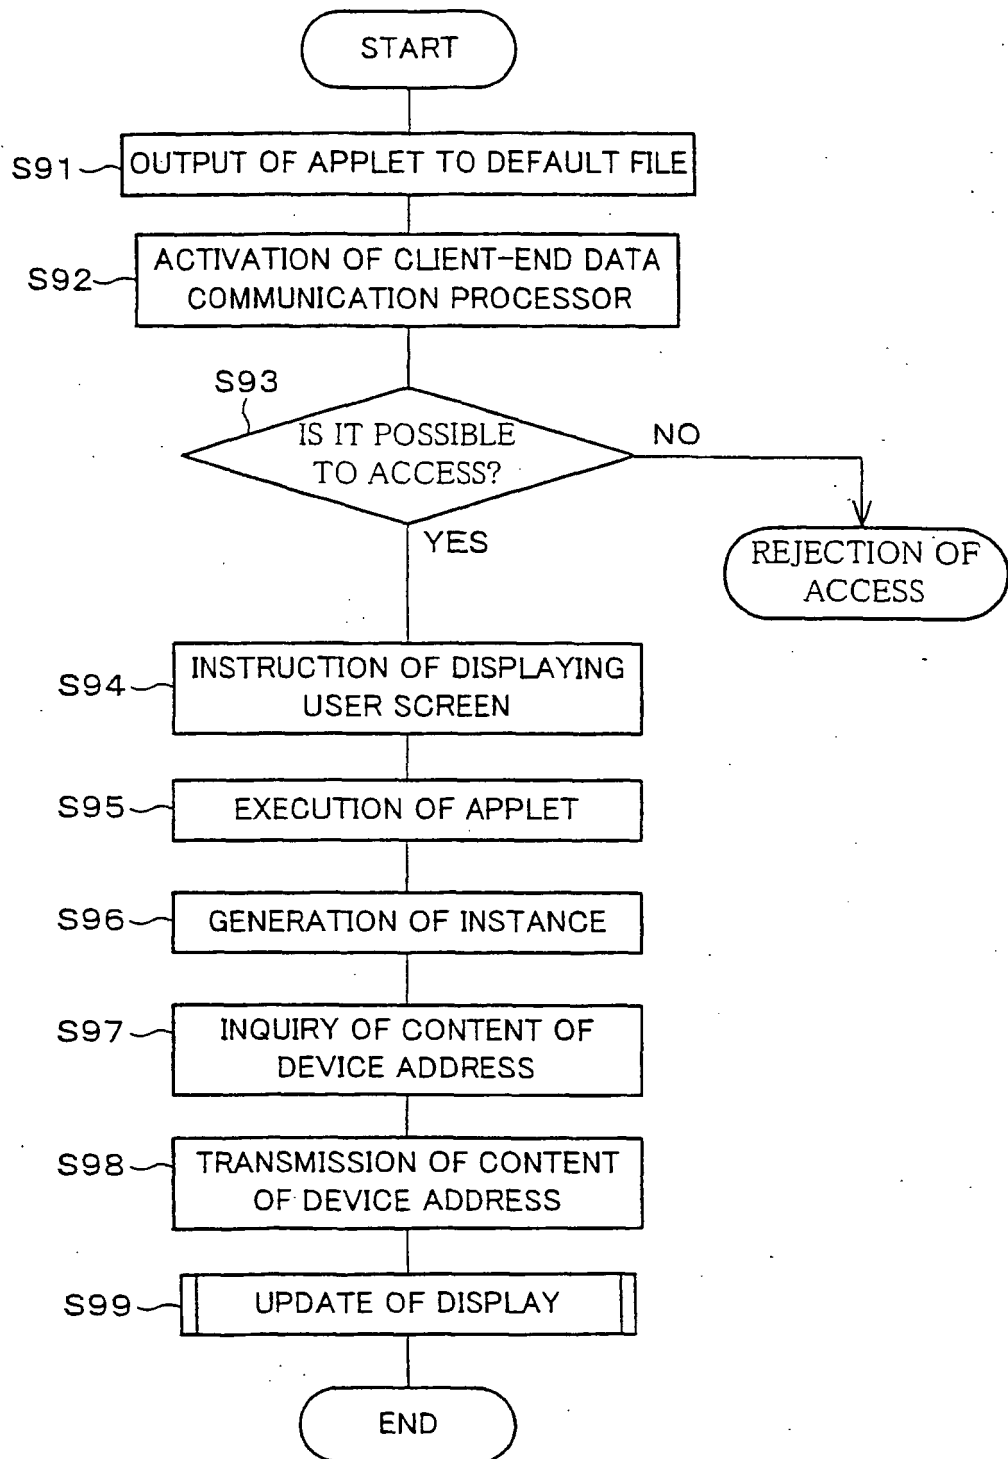 START
S91
OUTPUT OF APPLET TO DEFAULT FILE
S92
ACTIVATION OF CLIENT-END DATA
COMMUNICATION PROCESSOR
S93
IS IT POSSIBLE
TO ACCESS?
NO
YES
REJECTION OF
ACCESS
S94
INSTRUCTION OF DISPLAYING
USER SCREEN
S95
EXECUTION OF APPLET
S96
GENERATION OF INSTANCE
S97
INQUIRY OF CONTENT OF
DEVICE ADDRESS
S98
TRANSMISSION OF CONTENT
OF DEVICE ADDRESS
S99
UPDATE OF DISPLAY
END